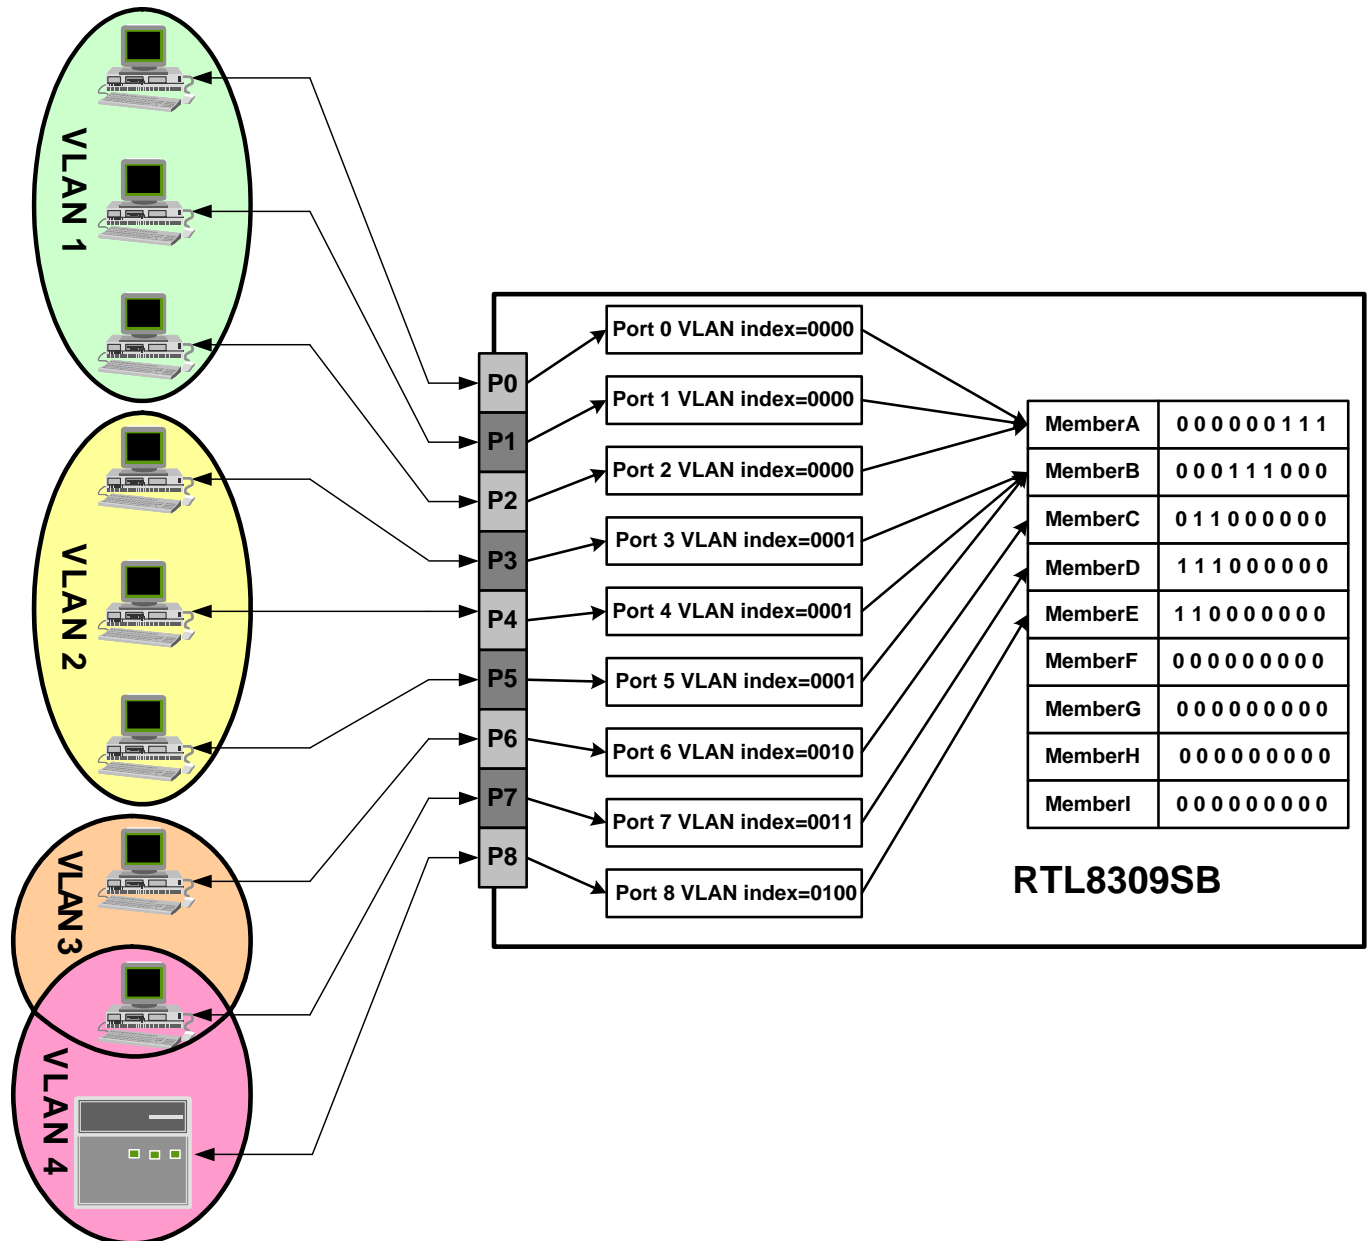 VLAN 1
VLAN 2
VLAN 3
VLAN 4
P0
P1
P2
P3
P4
P5
P6
P7
P8
Port 0 VLAN index=0000
Port 1 VLAN index=0000
Port 2 VLAN index=0000
Port 3 VLAN index=0001
Port 4 VLAN index=0001
Port 5 VLAN index=0001
Port 6 VLAN index=0010
Port 7 VLAN index=0011
Port 8 VLAN index=0100
MemberA 0 0 0 0 0 0 1 1 1
MemberB 0 0 0 1 1 1 0 0 0
MemberC 0 1 1 0 0 0 0 0 0
MemberD 1 1 1 0 0 0 0 0 0
MemberE 1 1 0 0 0 0 0 0 0
MemberF 0 0 0 0 0 0 0 0 0
MemberG 0 0 0 0 0 0 0 0 0
MemberH 0 0 0 0 0 0 0 0 0
MemberI 0 0 0 0 0 0 0 0 0
RTL8309SB